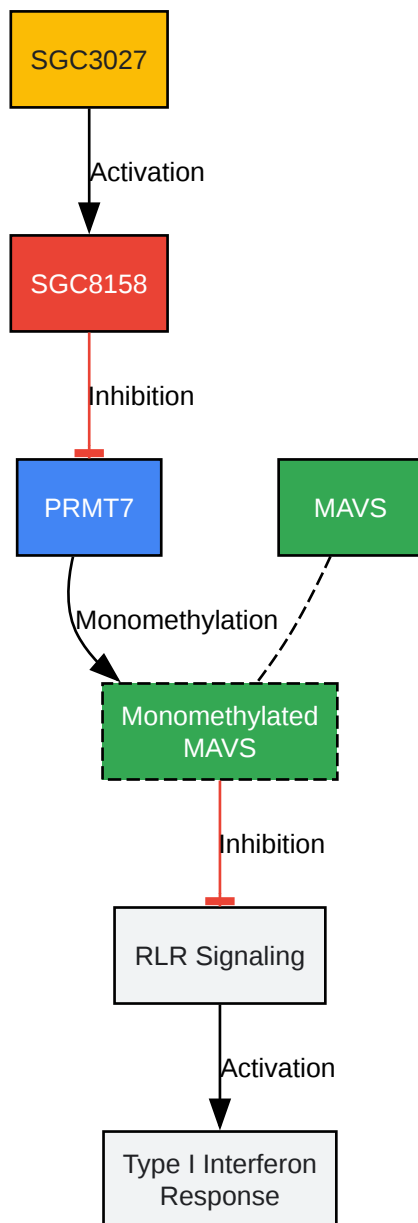 SGC3027
Activation
SGC8158
Inhibition
PRMT7
MAVS
Monomethylation
Monomethylated
MAVS
Inhibition
RLR Signaling
Activation
Type I Interferon
Response